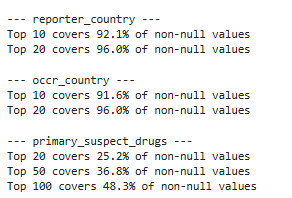 --- reporter_country ---
Top 10 covers 92.1% of non-null values
Top 20 covers 96.0% of non-null values

--- occr_country ---
Top 10 covers 91.6% of non-null values
Top 20 covers 96.0% of non-null values

--- primary_suspect_drugs ---
Top 20 covers 25.2% of non-null values
Top 50 covers 36.8% of non-null values
Top 100 covers 48.3% of non-null values